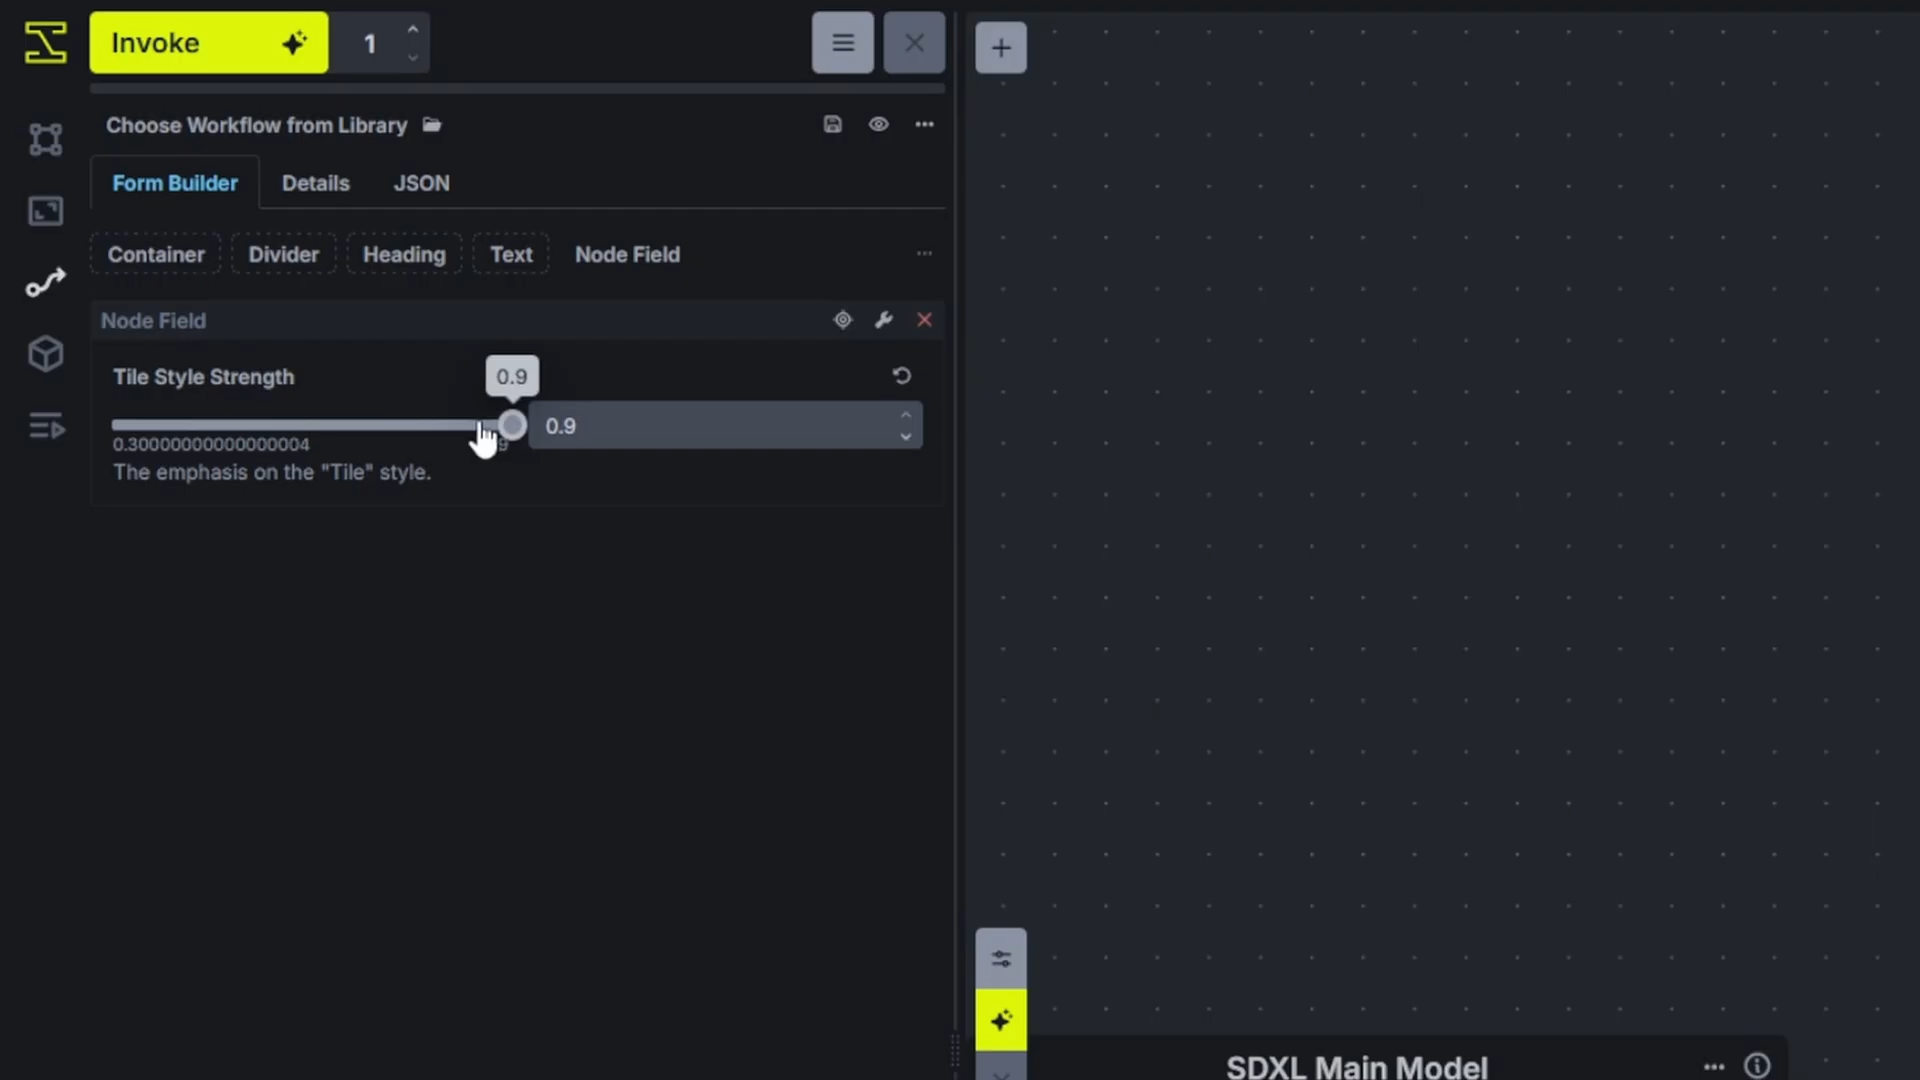 Invoke 1
Choose Workflow from Library
Form Builder Details JSON
Container Divider Heading Text Node Field
Node Field
Tile Style Strength 0.9
0.9
0.30000000000000004
The emphasis on the "Tile" style.
SDXL Main Model